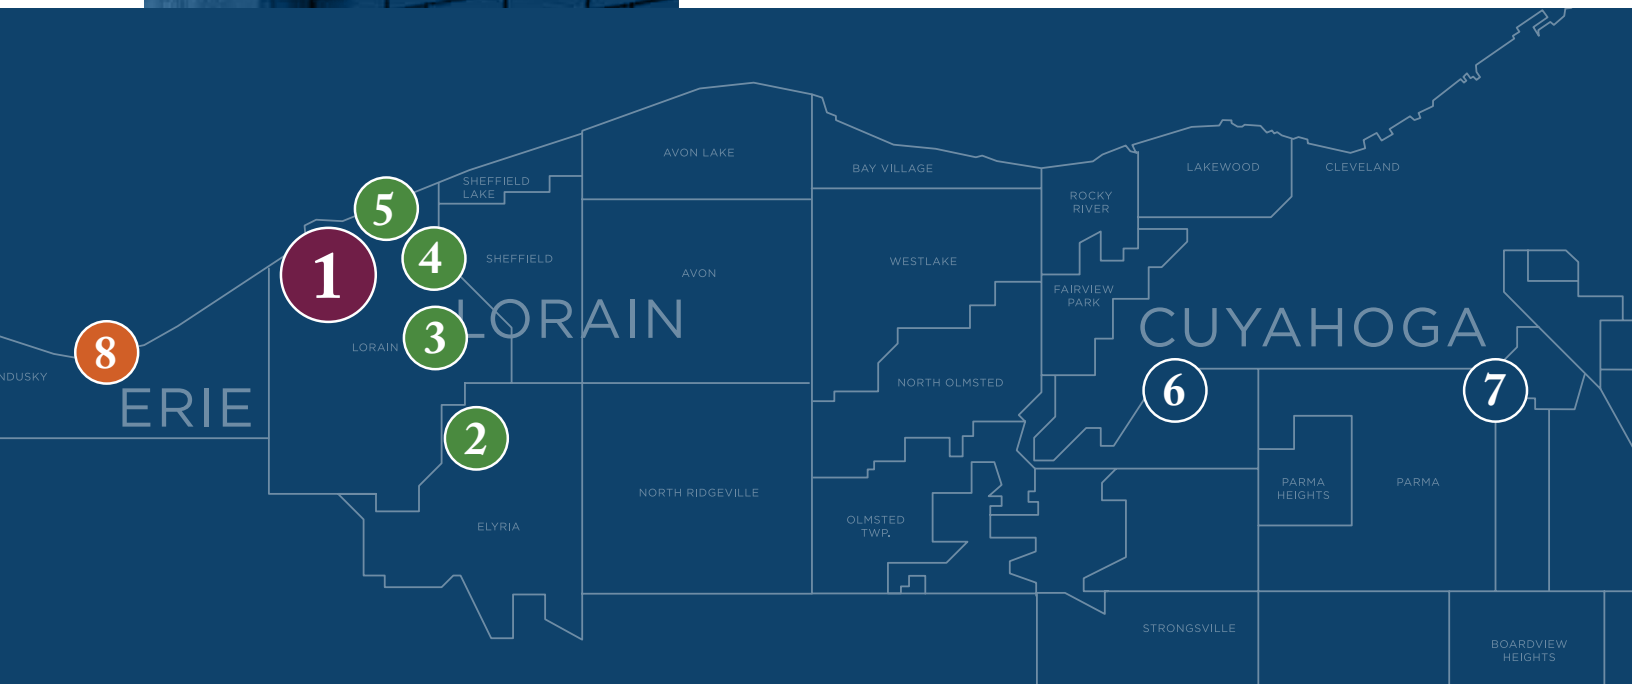 AVON LAKE
BAY VILLAGE
LAKEWOOD
CLEVELAND
SHEFFIELD
LAKE
ROCKY
RIVER
5
4
SHEFFIELD
1
AVON
WESTLAKE
FAIRVIEW
PARK
LORAIN
CUYAHOGA
8
LORAIN
3
NDUSKY
ERIE
NORTH OLMSTED
6
7
2
NORTH RIDGEVILLE
PARMA
HEIGHTS
PARMA
ELYRIA
OLMSTED
TWP.
STRONGSVILLE
BOARDVIEW
HEIGHTS